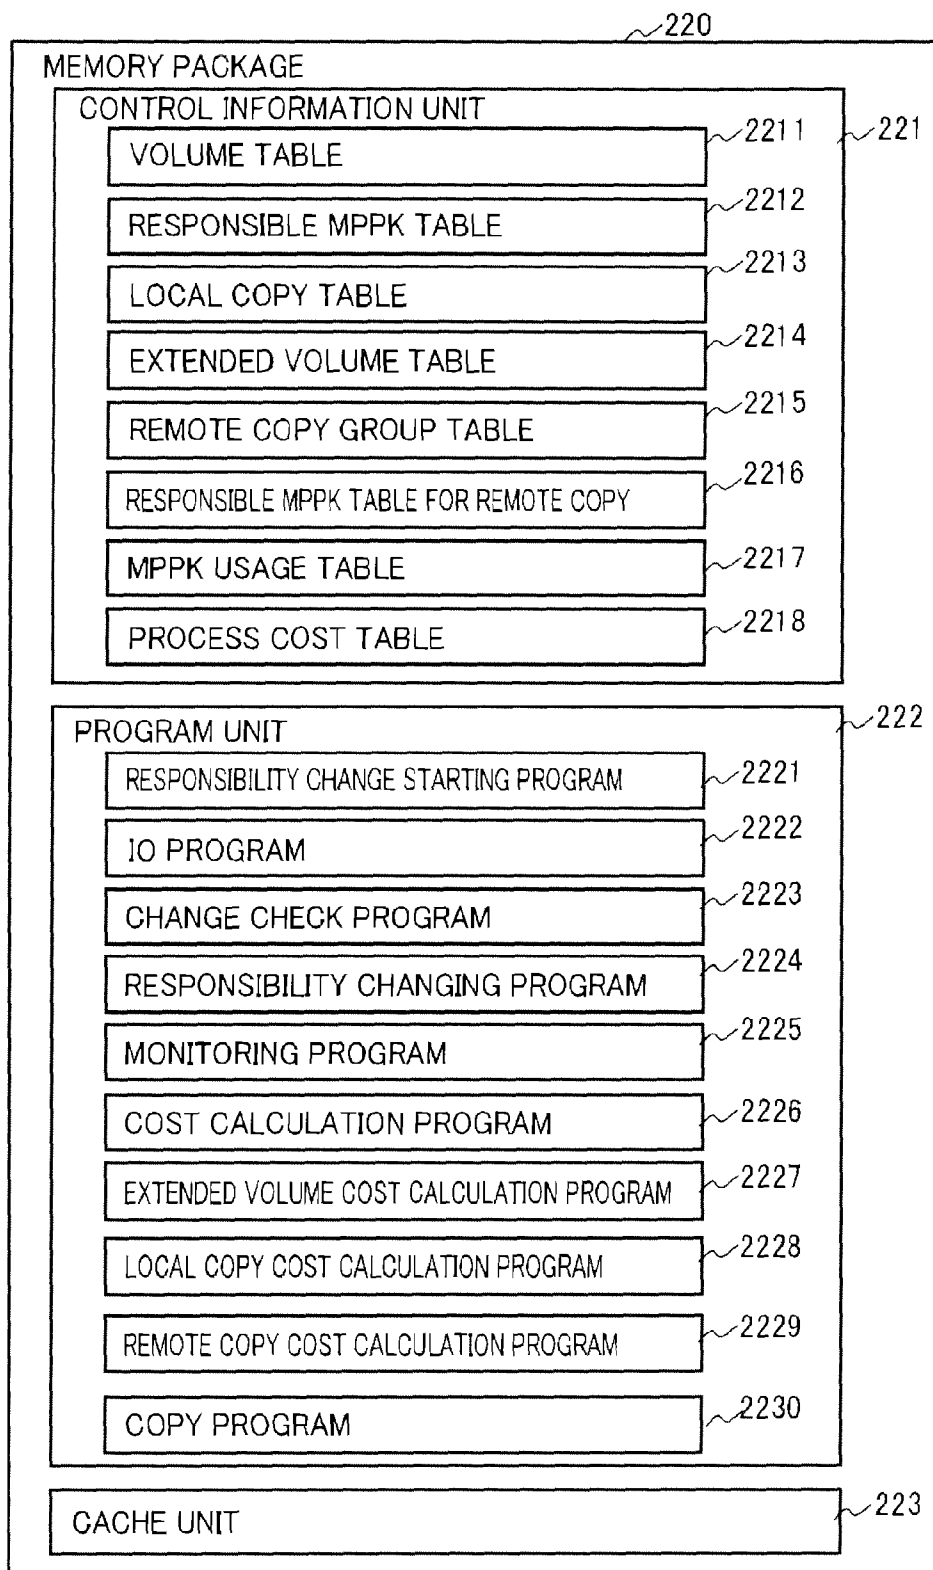 220
MEMORY PACKAGE
CONTROL INFORMATION UNIT
221
VOLUME TABLE
2211
RESPONSIBLE MPPK TABLE
2212
LOCAL COPY TABLE
2213
EXTENDED VOLUME TABLE
2214
REMOTE COPY GROUP TABLE
2215
RESPONSIBLE MPPK TABLE FOR REMOTE COPY
2216
MPPK USAGE TABLE
2217
PROCESS COST TABLE
2218
PROGRAM UNIT
222
RESPONSIBILITY CHANGE STARTING PROGRAM
2221
IO PROGRAM
2222
CHANGE CHECK PROGRAM
2223
RESPONSIBILITY CHANGING PROGRAM
2224
MONITORING PROGRAM
2225
COST CALCULATION PROGRAM
2226
EXTENDED VOLUME COST CALCULATION PROGRAM
2227
LOCAL COPY COST CALCULATION PROGRAM
2228
REMOTE COPY COST CALCULATION PROGRAM
2229
COPY PROGRAM
2230
CACHE UNIT
223